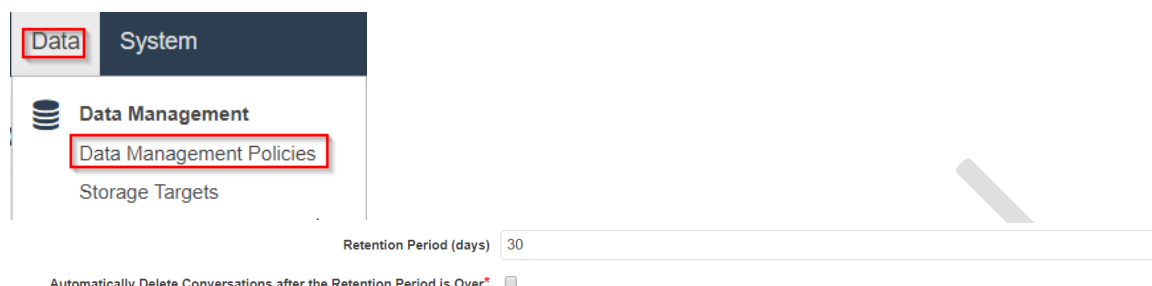 Data System
Data Management
Data Management Policies
Storage Targets
Retention Period (days) 30
Automatically Delete Conversations after the Retention Period is Over*